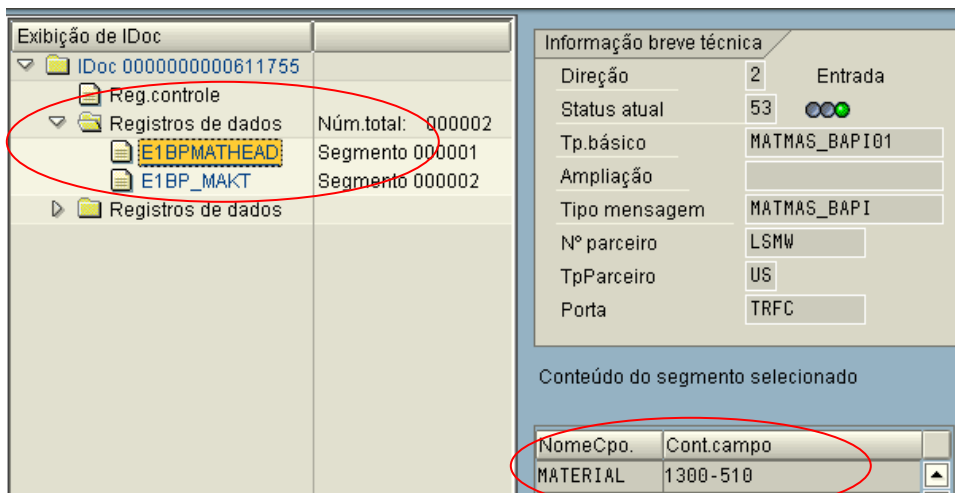 Exibição de IDoc
IDoc 0000000000611755
Reg.controle
Registros de dados Núm.total: 000002
E1BPMATHEAD Segmento 000001
E1BP_MAKT Segmento 000002
Registros de dados
Informação breve técnica
Direção 2 Entrada
Status atual 53
Tp.básico MATMAS_BAPI01
Ampliação
Tipo mensagem MATMAS_BAPI
Nº parceiro LSMW
TpParceiro US
Porta TRFC
Conteúdo do segmento selecionado
NomeCpo. Cont.campo
MATERIAL 1300-510